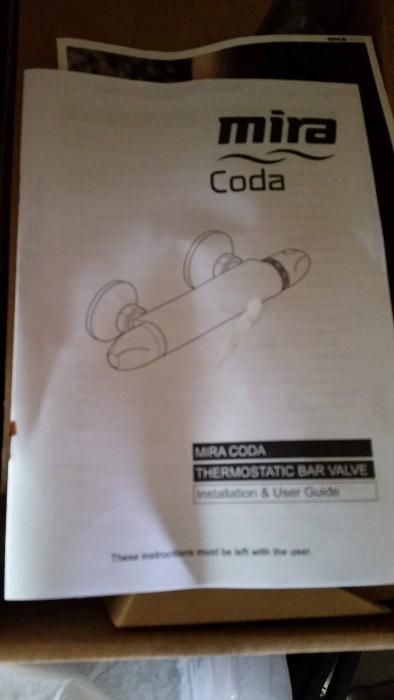 mira
Coda
MIRA CODA
THERMOSTATIC BAR VALVE
Installation & User Guide
These instructions must be left with the user.